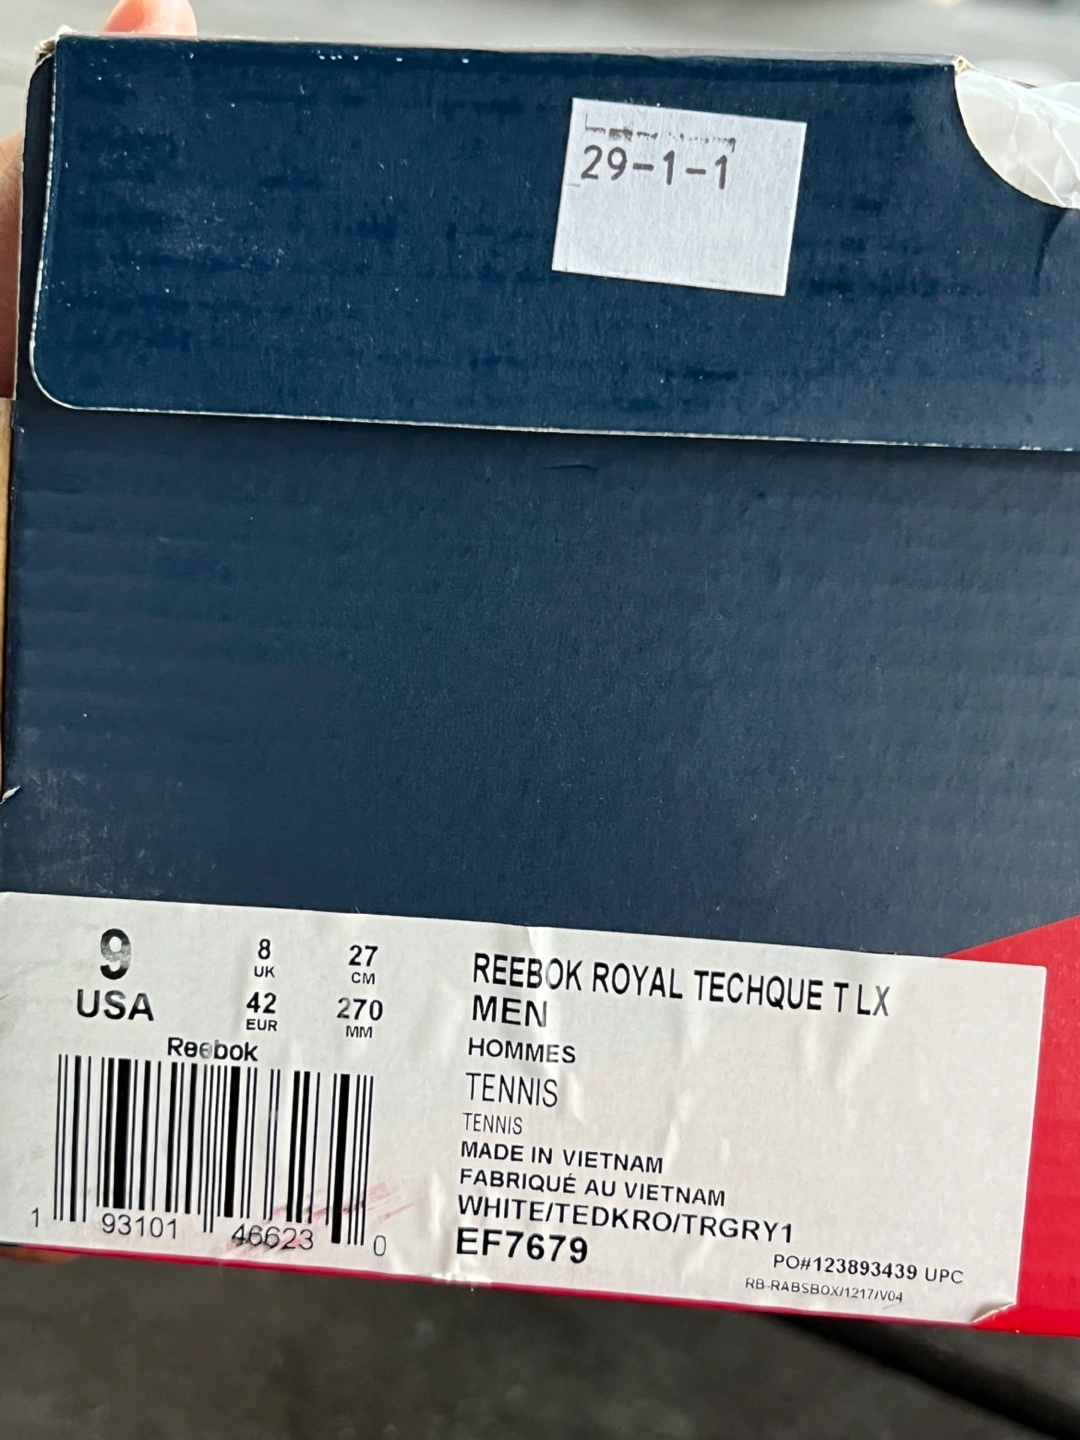 29-1-1
9
USA
8
UK
42
EUR
27
CM
270
MM
Reebok
1 93101 46623 0
REEBOK ROYAL TECHQUE T LX
MEN
HOMMES
TENNIS
TENNIS
MADE IN VIETNAM
FABRIQUÉ AU VIETNAM
WHITE/TEDKRO/TRGRY1
EF7679
PO#123893439 UPC
RB-RABSBOX/1217/V04